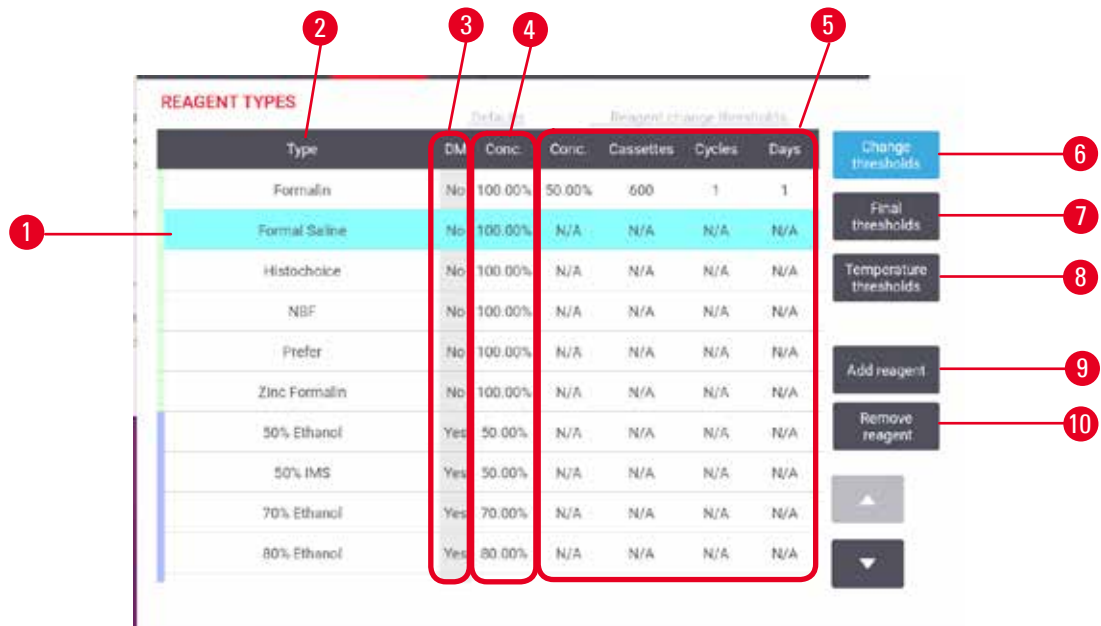 2 3 4 5
REAGENT TYPES
Defaults Reagent change thresholds
Type DM Conc. Conc. Cassettes Cycles Days
Formalin No 100.00% 50.00% 600 1 1
Formal Saline No 100.00% N/A N/A N/A N/A
Histochoice No 100.00% N/A N/A N/A N/A
NBF No 100.00% N/A N/A N/A N/A
Prefer No 100.00% N/A N/A N/A N/A
Zinc Formalin No 100.00% N/A N/A N/A N/A
50% Ethanol Yes 50.00% N/A N/A N/A N/A
50% IMS Yes 50.00% N/A N/A N/A N/A
70% Ethanol Yes 70.00% N/A N/A N/A N/A
80% Ethanol Yes 80.00% N/A N/A N/A N/A
1
Change
thresholds
6
Final
thresholds
7
Temperature
thresholds
8
Add reagent
9
Remove
reagent
10